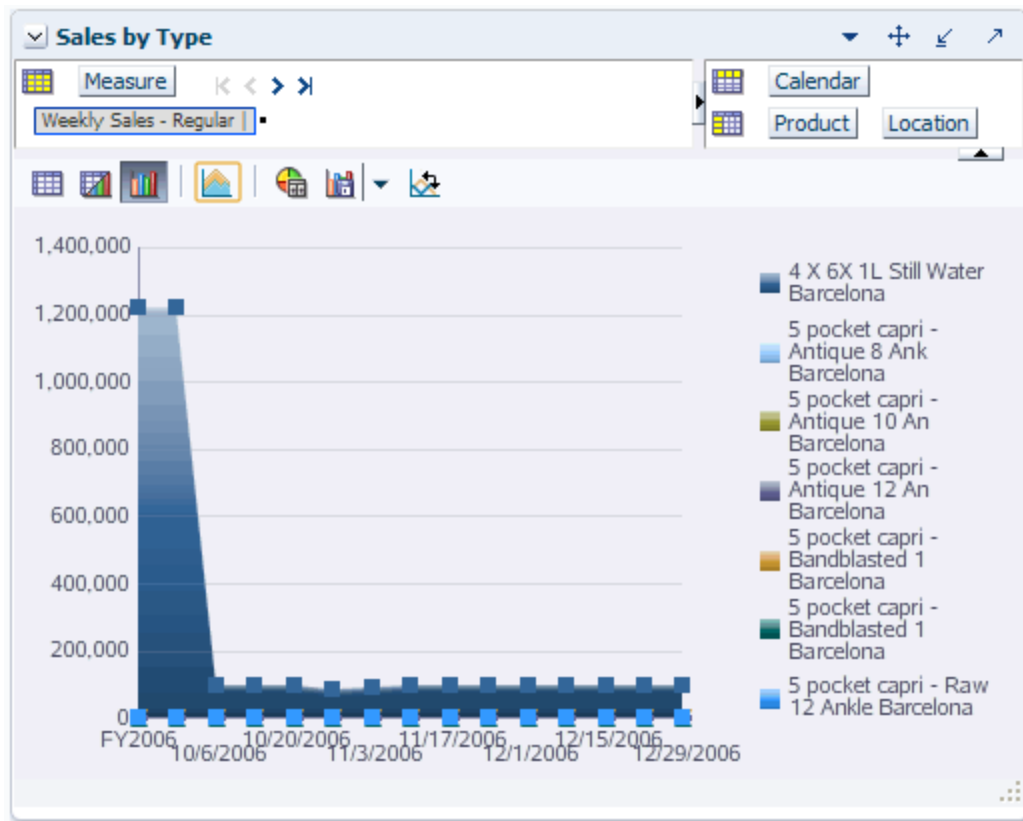 Sales by Type
Measure
Weekly Sales - Regular |
Calendar
Product Location
1,400,000
1,200,000
1,000,000
800,000
600,000
400,000
200,000
0
FY2006 10/20/2006 11/17/2006 12/15/2006
10/6/2006 11/3/2006 12/1/2006 12/29/2006
4 X 6X 1L Still Water
Barcelona
5 pocket capri -
Antique 8 Ank
Barcelona
5 pocket capri -
Antique 10 An
Barcelona
5 pocket capri -
Antique 12 An
Barcelona
5 pocket capri -
Bandblasted 1
Barcelona
5 pocket capri -
Bandblasted 1
Barcelona
5 pocket capri - Raw
12 Ankle Barcelona